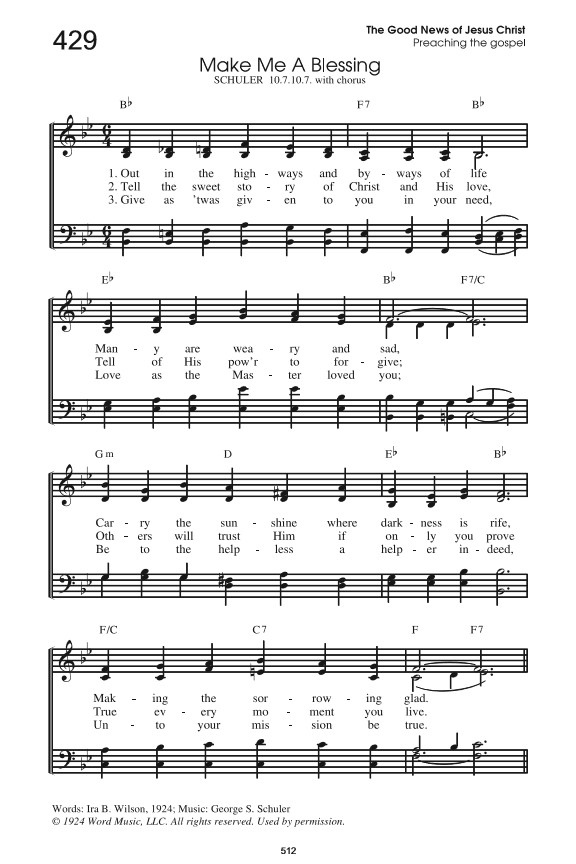 429
The Good News of Jesus Christ
Preaching the gospel
Make Me A Blessing
SCHULER 10.7.10.7. with chorus
B♭ F7 B♭
1. Out in the high - ways and by - ways of life
2. Tell the sweet sto - ry of Christ and His love,
3. Give as 'twas giv - en to you in your need,
E♭ B♭ F7/C
Man - y are wea - ry and sad,
Tell of His pow'r to for - give;
Love as the Mas - ter loved you;
Gm D E♭ B♭
Car - ry the sun - shine where dark - ness is rife,
Oth - ers will trust Him if on - ly you prove
Be to the help - less a help - er in - deed,
F/C C7 F F7
Mak - ing the sor - row - ing glad.
True ev - ery mo - ment you live.
Un - to your mis - sion be true.
Words: Ira B. Wilson, 1924; Music: George S. Schuler
© 1924 Word Music, LLC. All rights reserved. Used by permission.
512